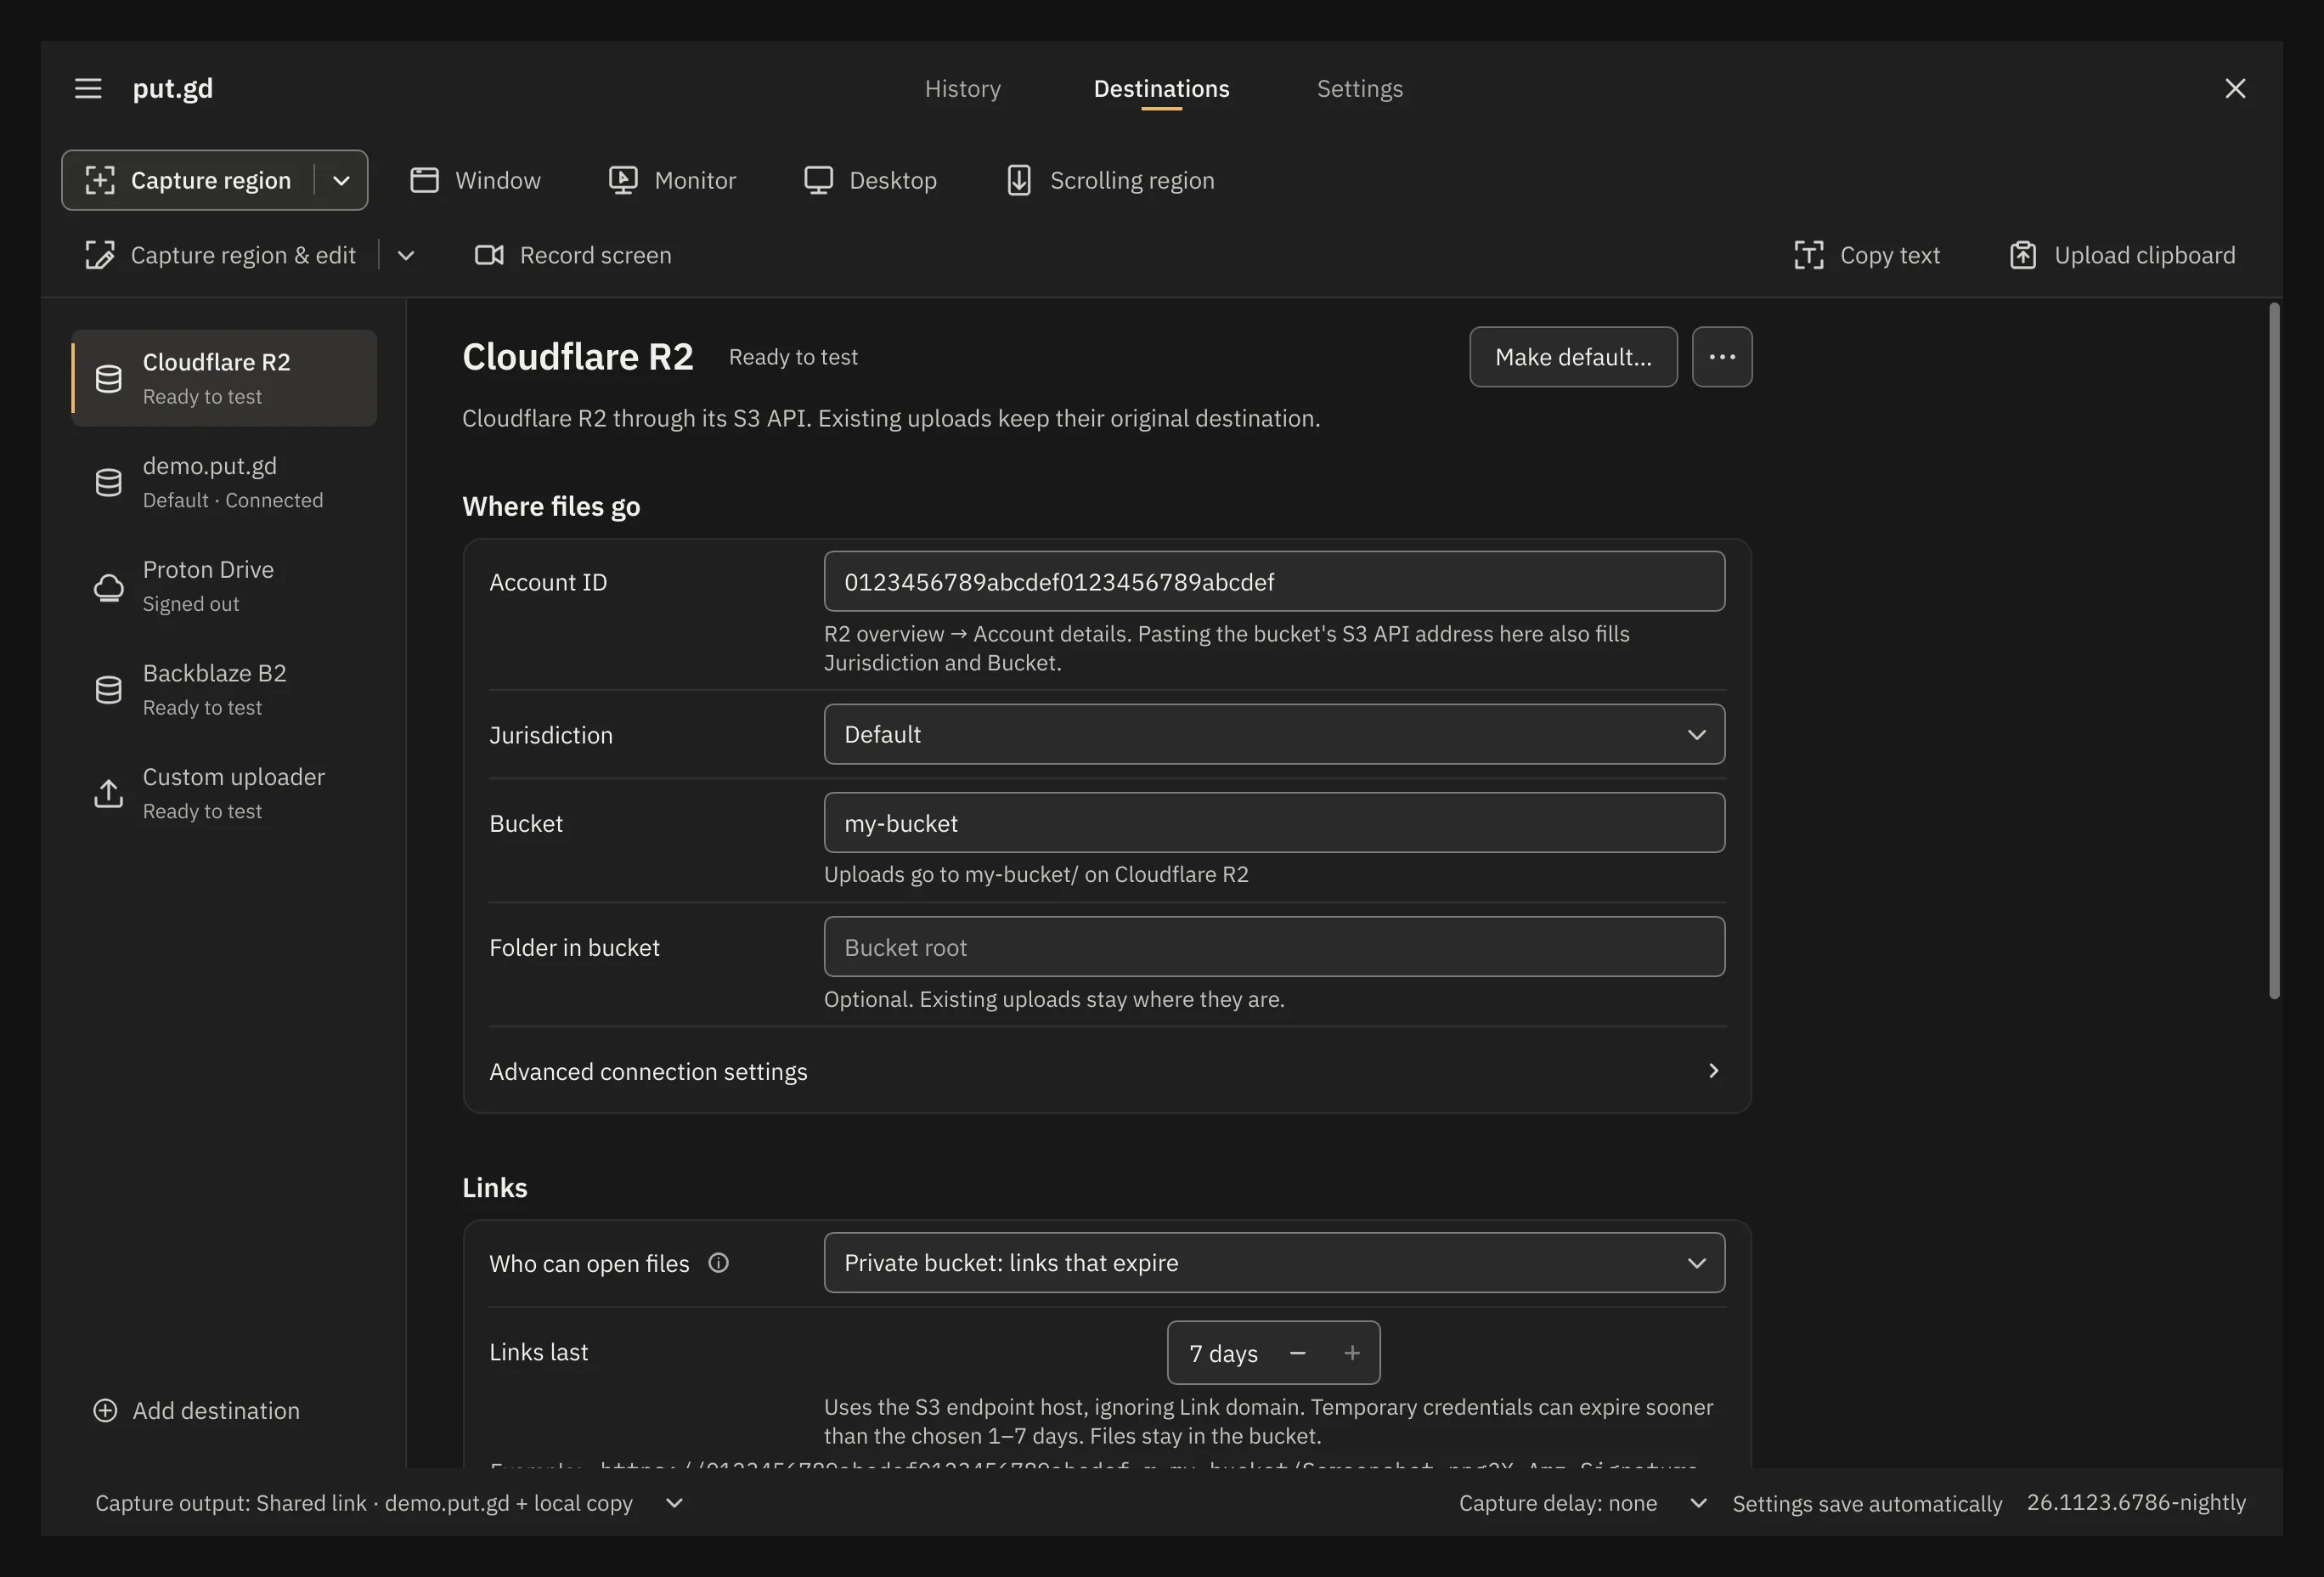 put.gd
History
Destinations
Settings
Capture region
Window
Monitor
Desktop
Scrolling region
Capture region & edit
Record screen
Copy text
Upload clipboard
Cloudflare R2
Ready to test
demo.put.gd
Default · Connected
Proton Drive
Signed out
Backblaze B2
Ready to test
Custom uploader
Ready to test
Add destination
Cloudflare R2
Ready to test
Make default...
Cloudflare R2 through its S3 API. Existing uploads keep their original destination.
Where files go
Account ID
0123456789abcdef0123456789abcdef
R2 overview → Account details. Pasting the bucket's S3 API address here also fills
Jurisdiction and Bucket.
Jurisdiction
Default
Bucket
my-bucket
Uploads go to my-bucket/ on Cloudflare R2
Folder in bucket
Bucket root
Optional. Existing uploads stay where they are.
Advanced connection settings
Links
Who can open files
Private bucket: links that expire
Links last
7 days
Uses the S3 endpoint host, ignoring Link domain. Temporary credentials can expire sooner
than the chosen 1–7 days. Files stay in the bucket.
Capture output: Shared link · demo.put.gd + local copy
Capture delay: none
Settings save automatically
26.1123.6786-nightly